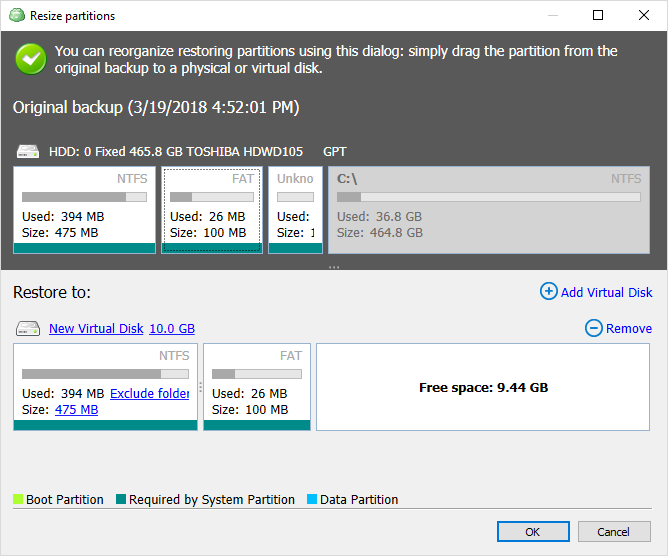 Resize partitions
You can reorganize restoring partitions using this dialog: simply drag the partition from the
original backup to a physical or virtual disk.
Original backup (3/19/2018 4:52:01 PM)
HDD: 0 Fixed 465.8 GB TOSHIBA HDWD105 GPT
NTFS FAT Unkno C:\ NTFS
Used: 394 MB Used: 26 MB Used: Used: 36.8 GB
Size: 475 MB Size: 100 MB Size: Size: 464.8 GB
Restore to: Add Virtual Disk
New Virtual Disk 10.0 GB Remove
NTFS FAT
Free space: 9.44 GB
Used: 394 MB Exclude folder Used: 26 MB
Size: 475 MB Size: 100 MB
Boot Partition Required by System Partition Data Partition
OK Cancel